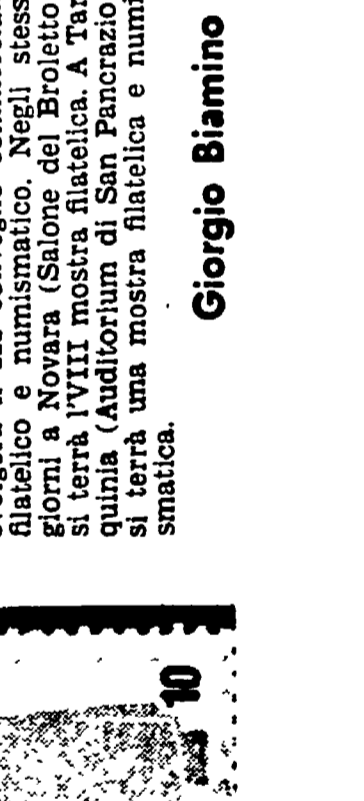 filatelico e numismatico. Negli stess
giorni a Novara (Salone del Broletto
si terrà l'VIII mostra filatelica. A Tar
quinia (Auditorium di San Pancrazio
si terrà una mostra filatelica e numi
smatica.
Giorgio Biamino
10